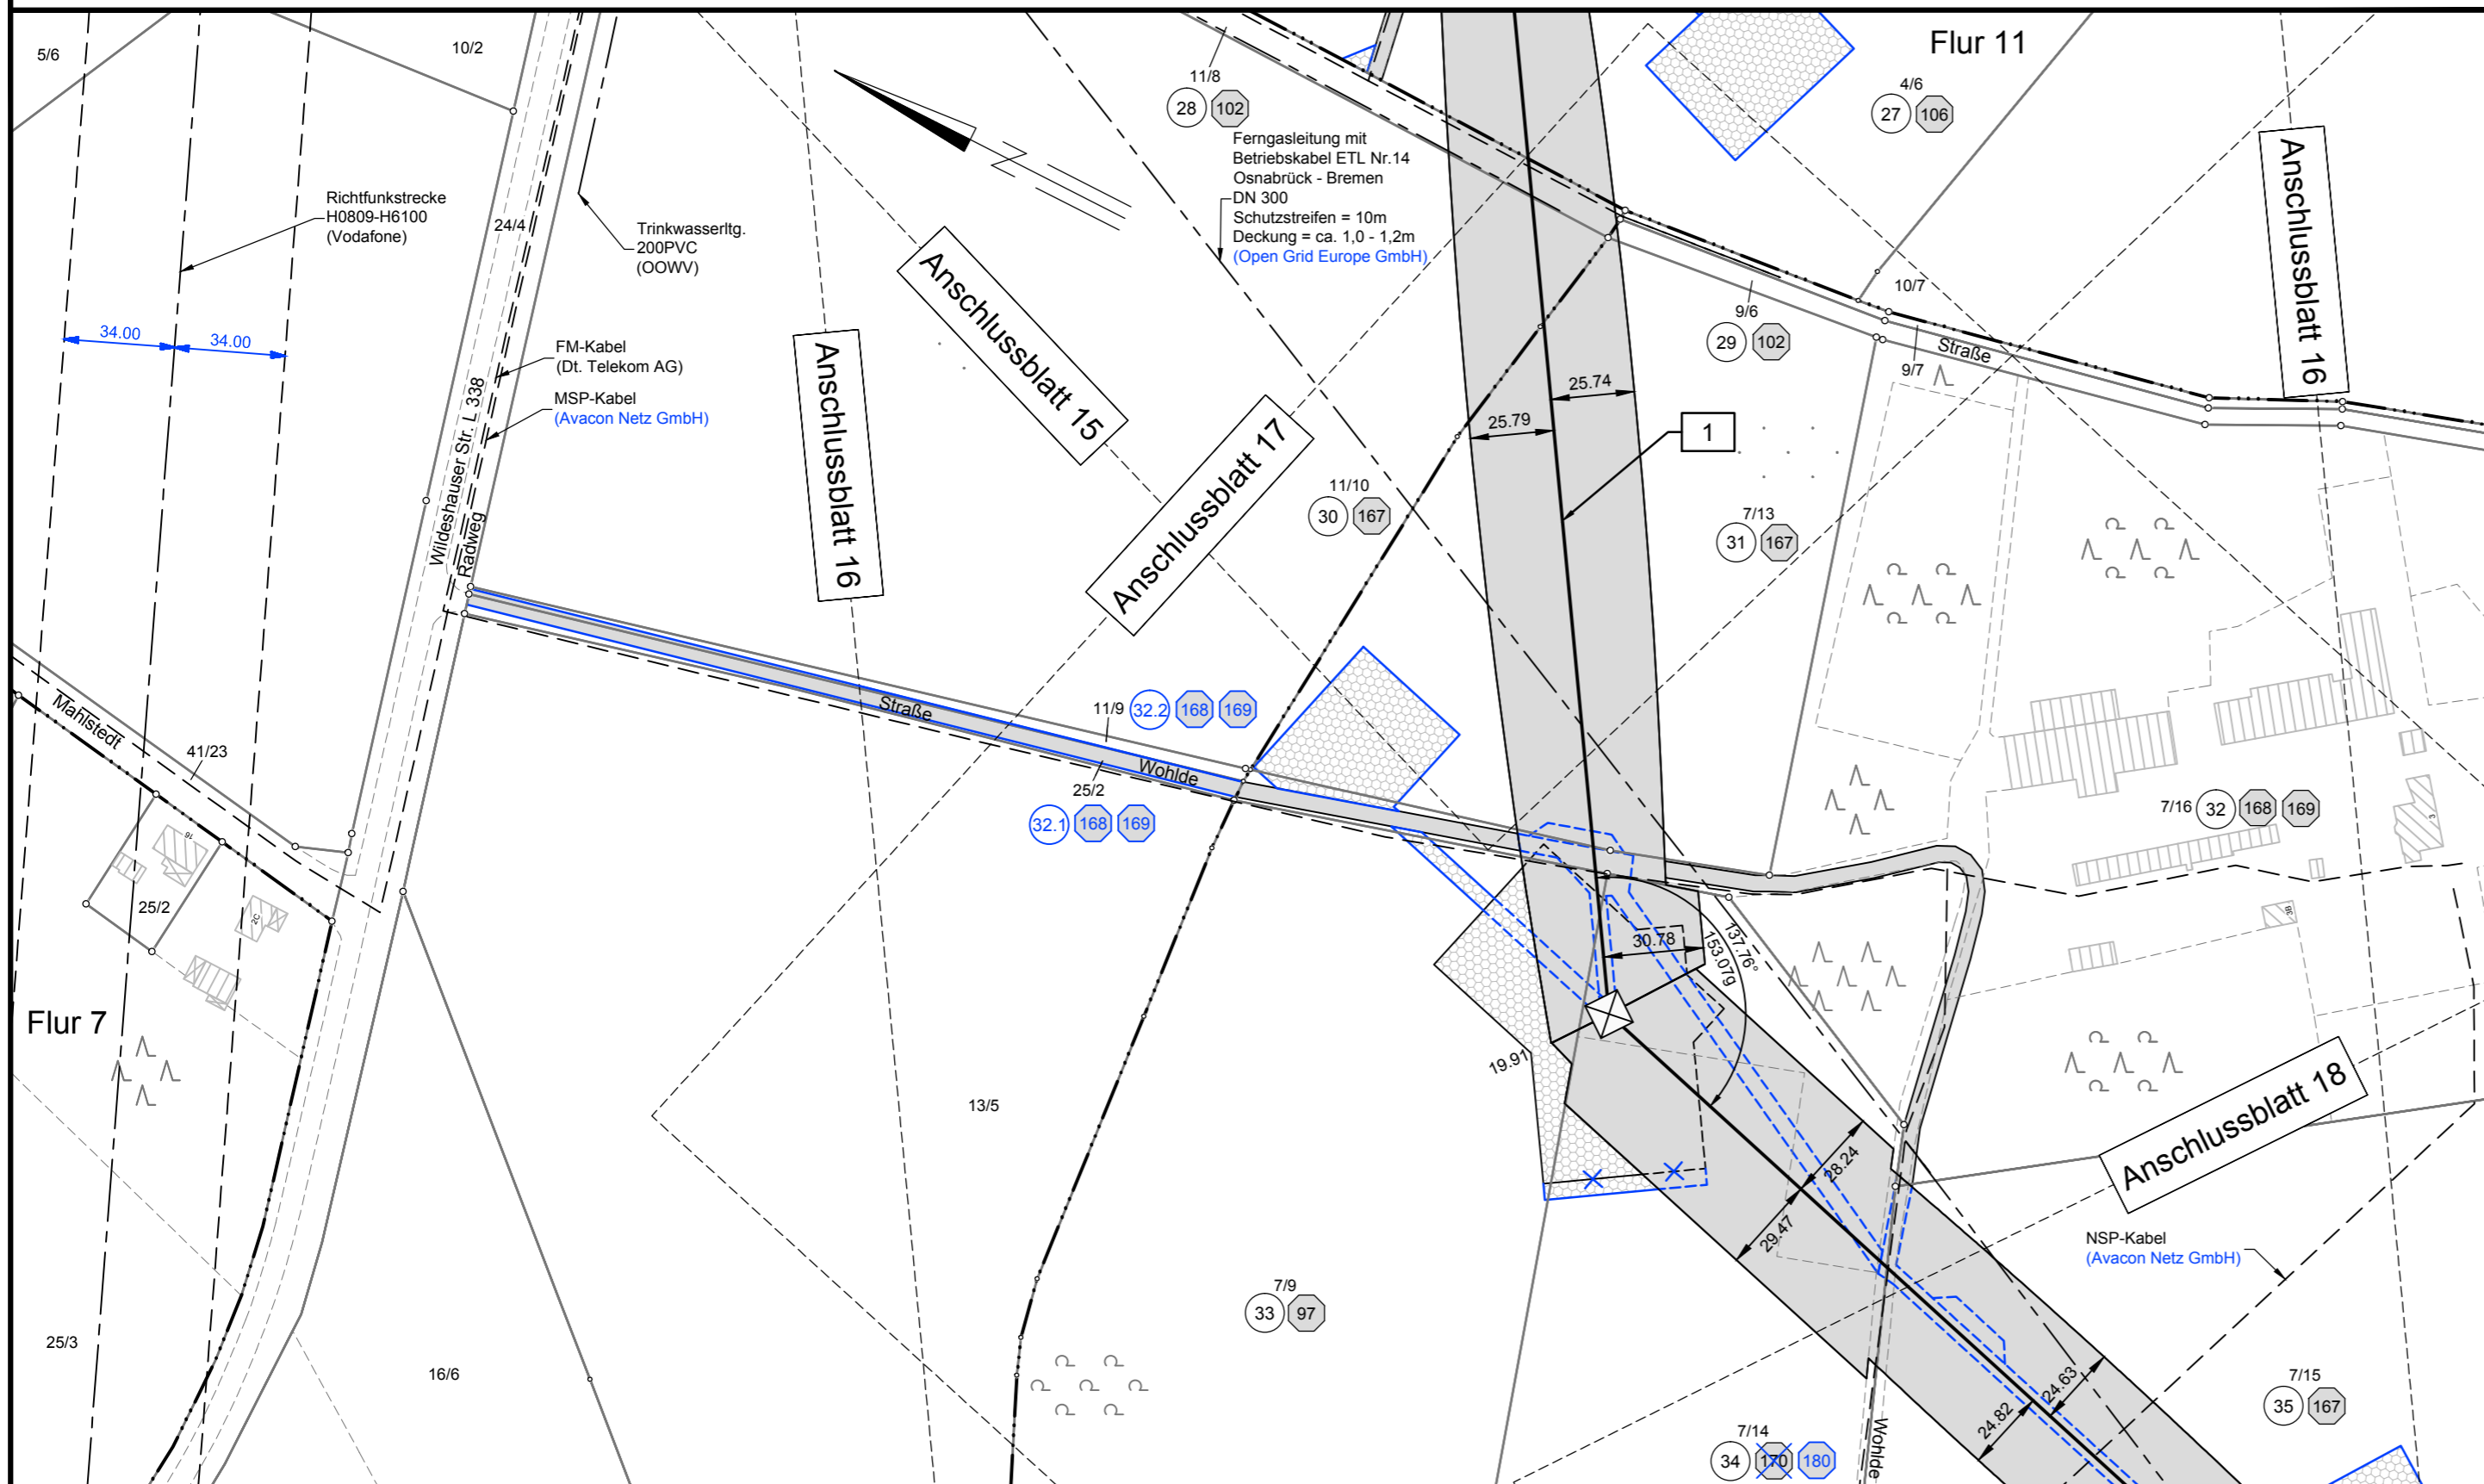 5/6
10/2
11/8
28 102
Flur 11
4/6
27 106
Ferngasleitung mit
Betriebskabel ETL Nr.14
Osnabrück - Bremen
DN 300
Schutzstreifen = 10m
Deckung = ca. 1,0 - 1,2m
(Open Grid Europe GmbH)
Richtfunkstrecke
H0809-H6100
(Vodafone)
24/4
Trinkwasserltg.
200PVC
(OOWV)
N
Anschlussblatt 15
Anschlussblatt 16
Anschlussblatt 16
Anschlussblatt 17
34.00
34.00
FM-Kabel
(Dt. Telekom AG)
MSP-Kabel
(Avacon Netz GmbH)
Wildeshauser Str. L 338
Radweg
9/6
29 102
10/7
Straße
9/7
25.74
25.79
1
11/10
30 167
7/13
31 167
Mahlstedt
41/23
Straße
11/9 32.2 168 169
Wohlde
25/2
32.1 168 169
7/16 32 168 169
3
16
25/2
2C
3B
Flur 7
30.78
137.76°
153.07g
19.91
13/5
28.24
29.47
Anschlussblatt 18
NSP-Kabel
(Avacon Netz GmbH)
7/9
33 97
25/3
16/6
24.63
24.82
7/15
35 167
7/14
34 170 180
Wohlde